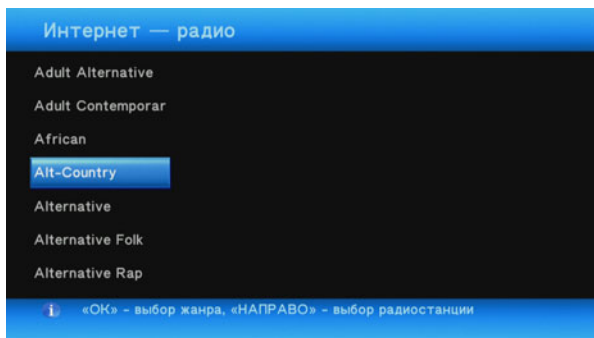 Интернет — радио
Adult Alternative
Adult Contemporar
African
Alt-Country
Alternative
Alternative Folk
Alternative Rap
«ОК» – выбор жанра, «НАПРАВО» – выбор радиостанции